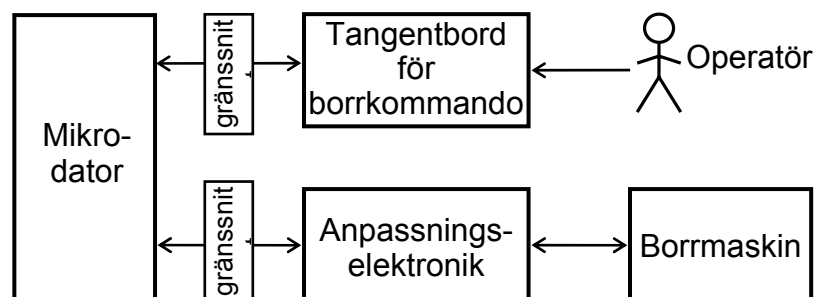 Mikro-
dator
gränssnit
Tangentbord
för
borrkommando
Operatör
gränssnit
Anpassnings-
elektronik
Borrmaskin